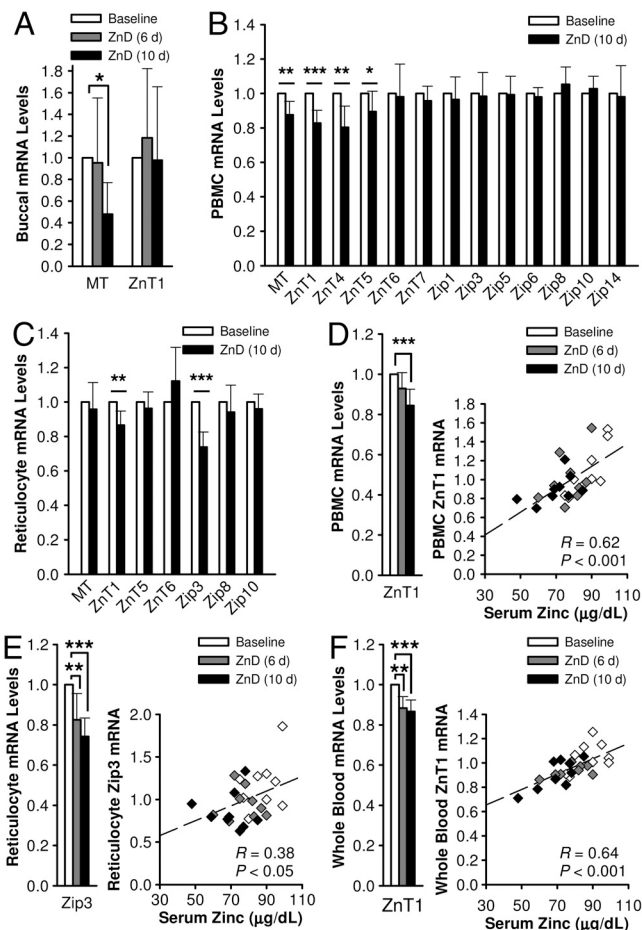 A
Baseline
ZnD (6 d)
ZnD (10 d)
Buccal mRNA Levels
1.8
1.6
1.4
1.2
1.0
0.8
0.6
0.4
0.2
0.0
*
MT ZnT1
B
Baseline
ZnD (10 d)
PBMC mRNA Levels
1.4
1.2
1.0
0.8
0.6
0.4
0.2
0.0
** *** ** *
MT ZnT1 ZnT4 ZnT5 ZnT6 ZnT7 Zip1 Zip3 Zip5 Zip6 Zip8 Zip10 Zip14
C
Baseline
ZnD (10 d)
Reticulocyte mRNA Levels
1.4
1.2
1.0
0.8
0.6
0.4
0.2
0.0
** ***
MT ZnT1 ZnT5 ZnT6 Zip3 Zip8 Zip10
D
Baseline
ZnD (6 d)
ZnD (10 d)
PBMC mRNA Levels
1.2
1.0
0.8
0.6
0.4
0.2
0.0
***
ZnT1
PBMC ZnT1 mRNA
1.8
1.6
1.4
1.2
1.0
0.8
0.6
0.4
0.2
0.0
R = 0.62
P < 0.001
30 50 70 90 110
Serum Zinc (µg/dL)
E
Baseline
ZnD (6 d)
ZnD (10 d)
Reticulocyte mRNA Levels
1.2
1.0
0.8
0.6
0.4
0.2
0.0
***
**
Zip3
Reticulocyte Zip3 mRNA
2.0
1.5
1.0
0.5
0.0
R = 0.38
P < 0.05
30 50 70 90 110
Serum Zinc (µg/dL)
F
Baseline
ZnD (6 d)
ZnD (10 d)
Whole Blood mRNA Levels
1.2
1.0
0.8
0.6
0.4
0.2
0.0
***
**
ZnT1
Whole Blood ZnT1 mRNA
1.4
1.2
1.0
0.8
0.6
0.4
0.2
0.0
R = 0.64
P < 0.001
30 50 70 90 110
Serum Zinc (µg/dL)